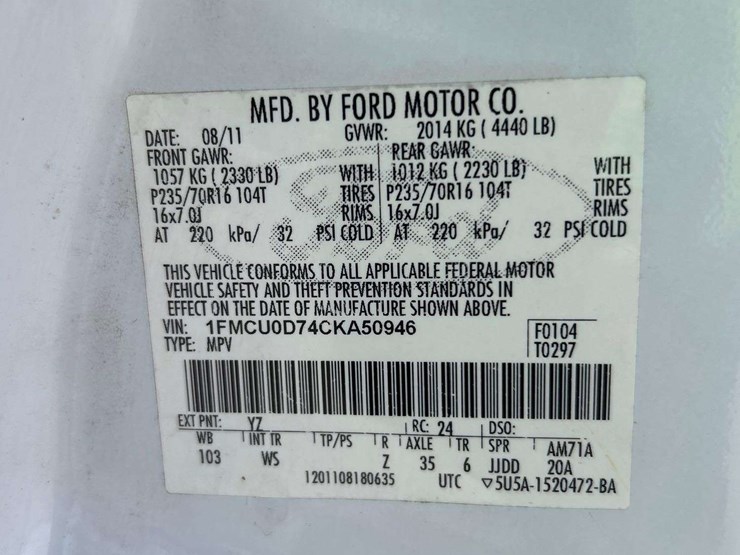 MFD. BY FORD MOTOR CO.
DATE: 08/11 GVWR: 2014 KG ( 4440 LB)
FRONT GAWR: REAR GAWR:
1057 KG ( 2330 LB) WITH 1012 KG ( 2230 LB) WITH
P235/70R16 104T TIRES P235/70R16 104T TIRES
16x7.0J RIMS 16x7.0J RIMS
AT 220 kPa/ 32 PSI COLD AT 220 kPa/ 32 PSI COLD
THIS VEHICLE CONFORMS TO ALL APPLICABLE FEDERAL MOTOR
VEHICLE SAFETY AND THEFT PREVENTION STANDARDS IN
EFFECT ON THE DATE OF MANUFACTURE SHOWN ABOVE.
VIN: 1FMCU0D74CKA50946 F0104
TYPE: MPV T0297
EXT PNT: YZ RC: 24 DSO:
WB INT TR TP/PS R AXLE TR SPR AM71A
103 WS Z 35 6 JJDD 20A
1201108180635 UTC ▽5U5A-1520472-BA